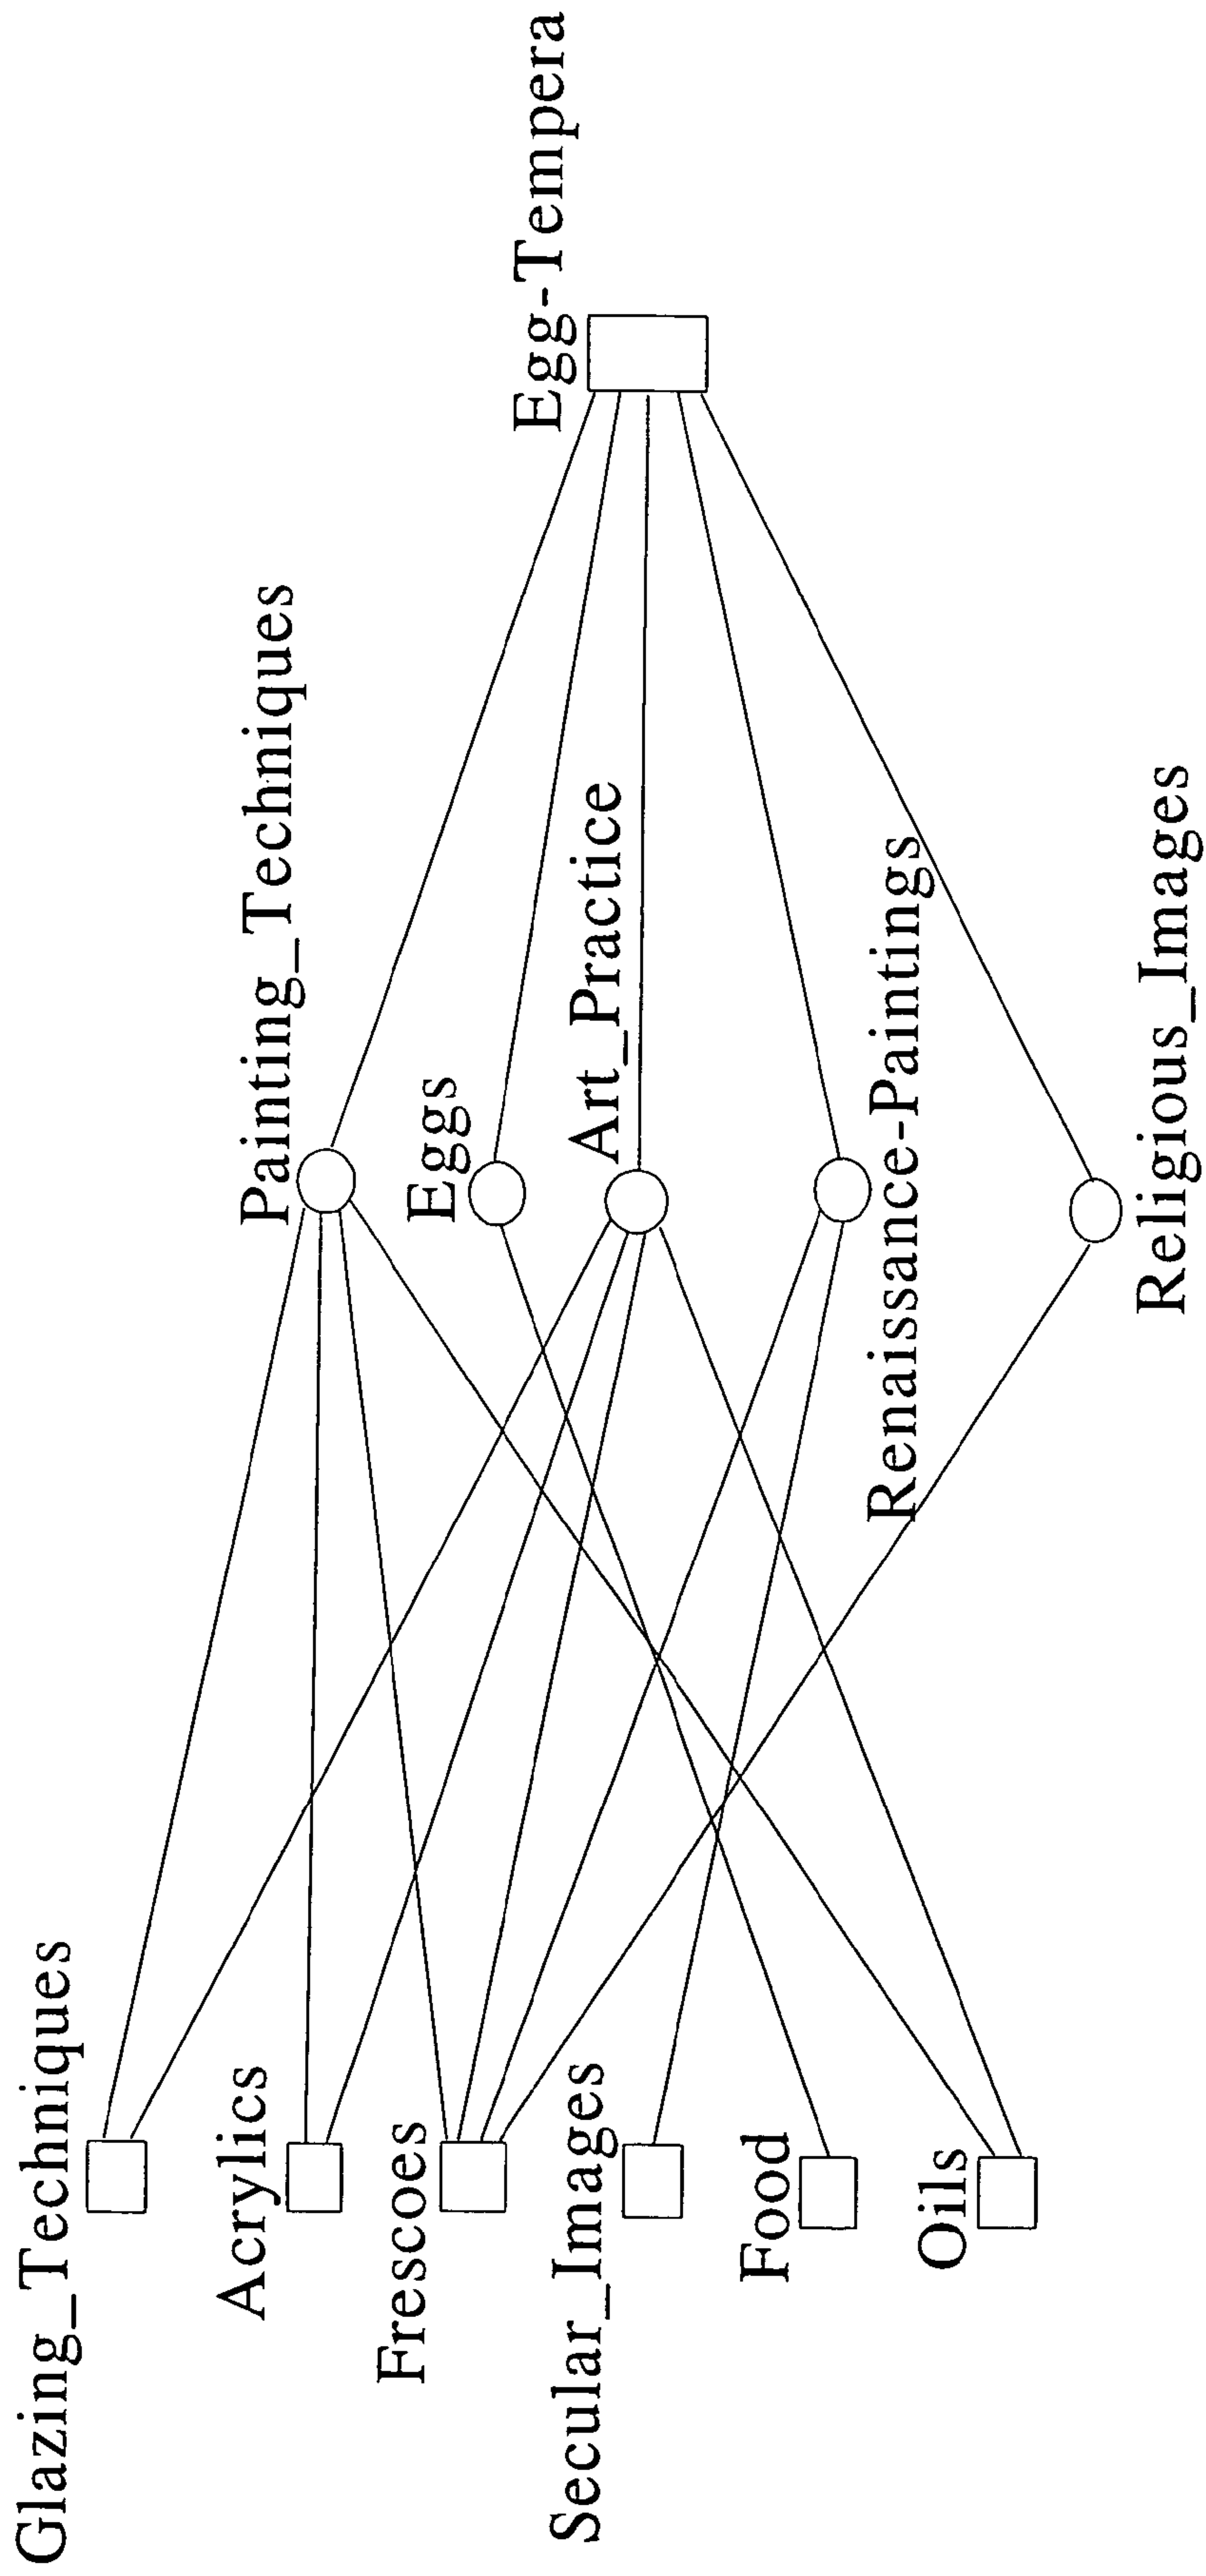 Glazing_Techniques
Acrylics
Frescoes
Secular_Images
Food
Oils
Painting_Techniques
Eggs
Art_Practice
Renaissance-Paintings
Religious_Images
Egg-Tempera